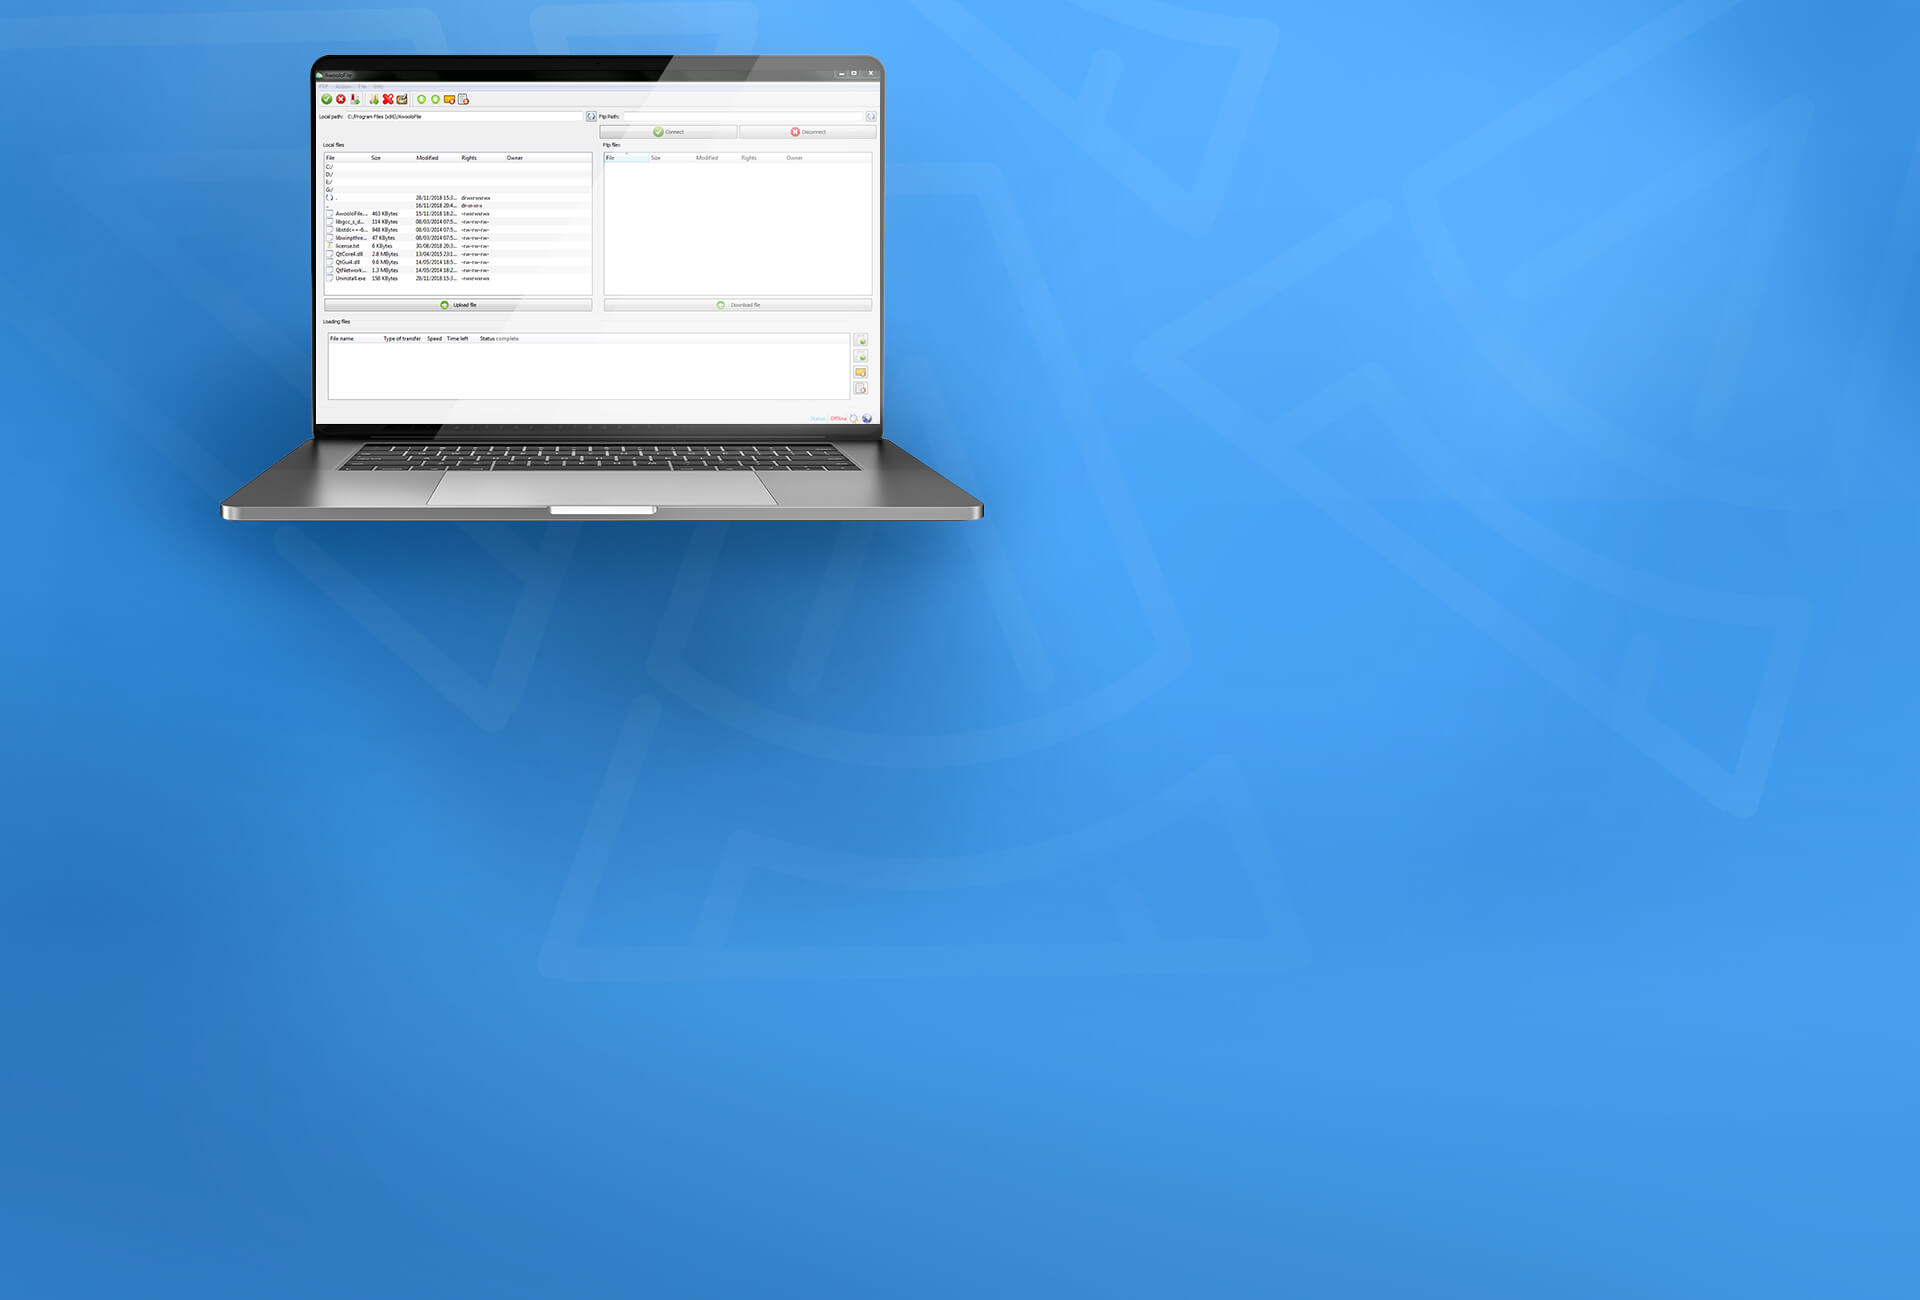 AwooloFile
FTP Actions File Help
Local path: C:/Program Files (x86)/AwooloFile Ftp Path:
Connect Disconnect
Local files Ftp files
File Size Modified Rights Owner File Size Modified Rights Owner
C:/
D:/
E:/
G:/
. 28/11/2018 15:3... drwxrwxrwx
.. 16/11/2018 20:4... dr-xr-xr-x
AwooloFile... 463 KBytes 15/11/2018 18:2... -rwxrwxrwx
libgcc_s_d... 114 KBytes 08/03/2014 07:5... -rw-rw-rw-
libstdc++-6... 948 KBytes 08/03/2014 07:5... -rw-rw-rw-
libwinpthre... 47 KBytes 08/03/2014 07:5... -rw-rw-rw-
license.txt 6 KBytes 30/08/2018 20:3... -rw-rw-rw-
QtCore4.dll 2.8 MBytes 13/04/2015 23:1... -rw-rw-rw-
QtGui4.dll 9.6 MBytes 14/05/2014 18:5... -rw-rw-rw-
QtNetwork... 1.3 MBytes 14/05/2014 18:2... -rw-rw-rw-
Uninstall.exe 158 KBytes 28/11/2018 15:3... -rwxrwxrwx
Upload file Download file
Loading files
File name Type of transfer Speed Time left Status complete
Status: Offline